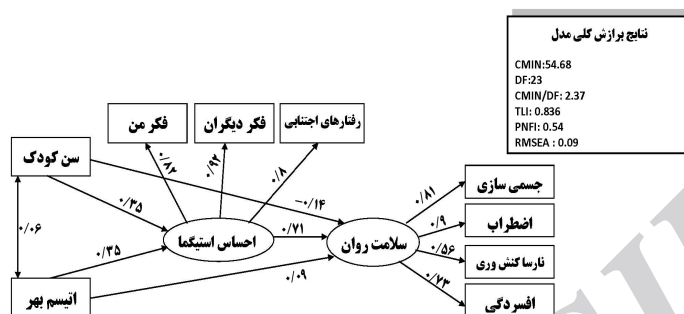 نتایج برازش کلی مدل
CMIN:54.68
DF:23
CMIN/DF: 2.37
TLI: 0.836
PNFI: 0.54
RMSEA : 0.09
فکر من
فکر دیگران
رفتارهای اجتنابی
سن کودک
۰/۸۲
۰/۹۲
۰/۸
جسمی سازی
۰/۸۱
-۰/۱۴
۰/۳۵
۰/۰۶
احساس استیگما
۰/۷۱
سلامت روان
۰/۹
اضطراب
۰/۵۶
نارسا کنش وری
۰/۳۵
۰/۰۹
۰/۷۳
اتیسم بهر
افسردگی